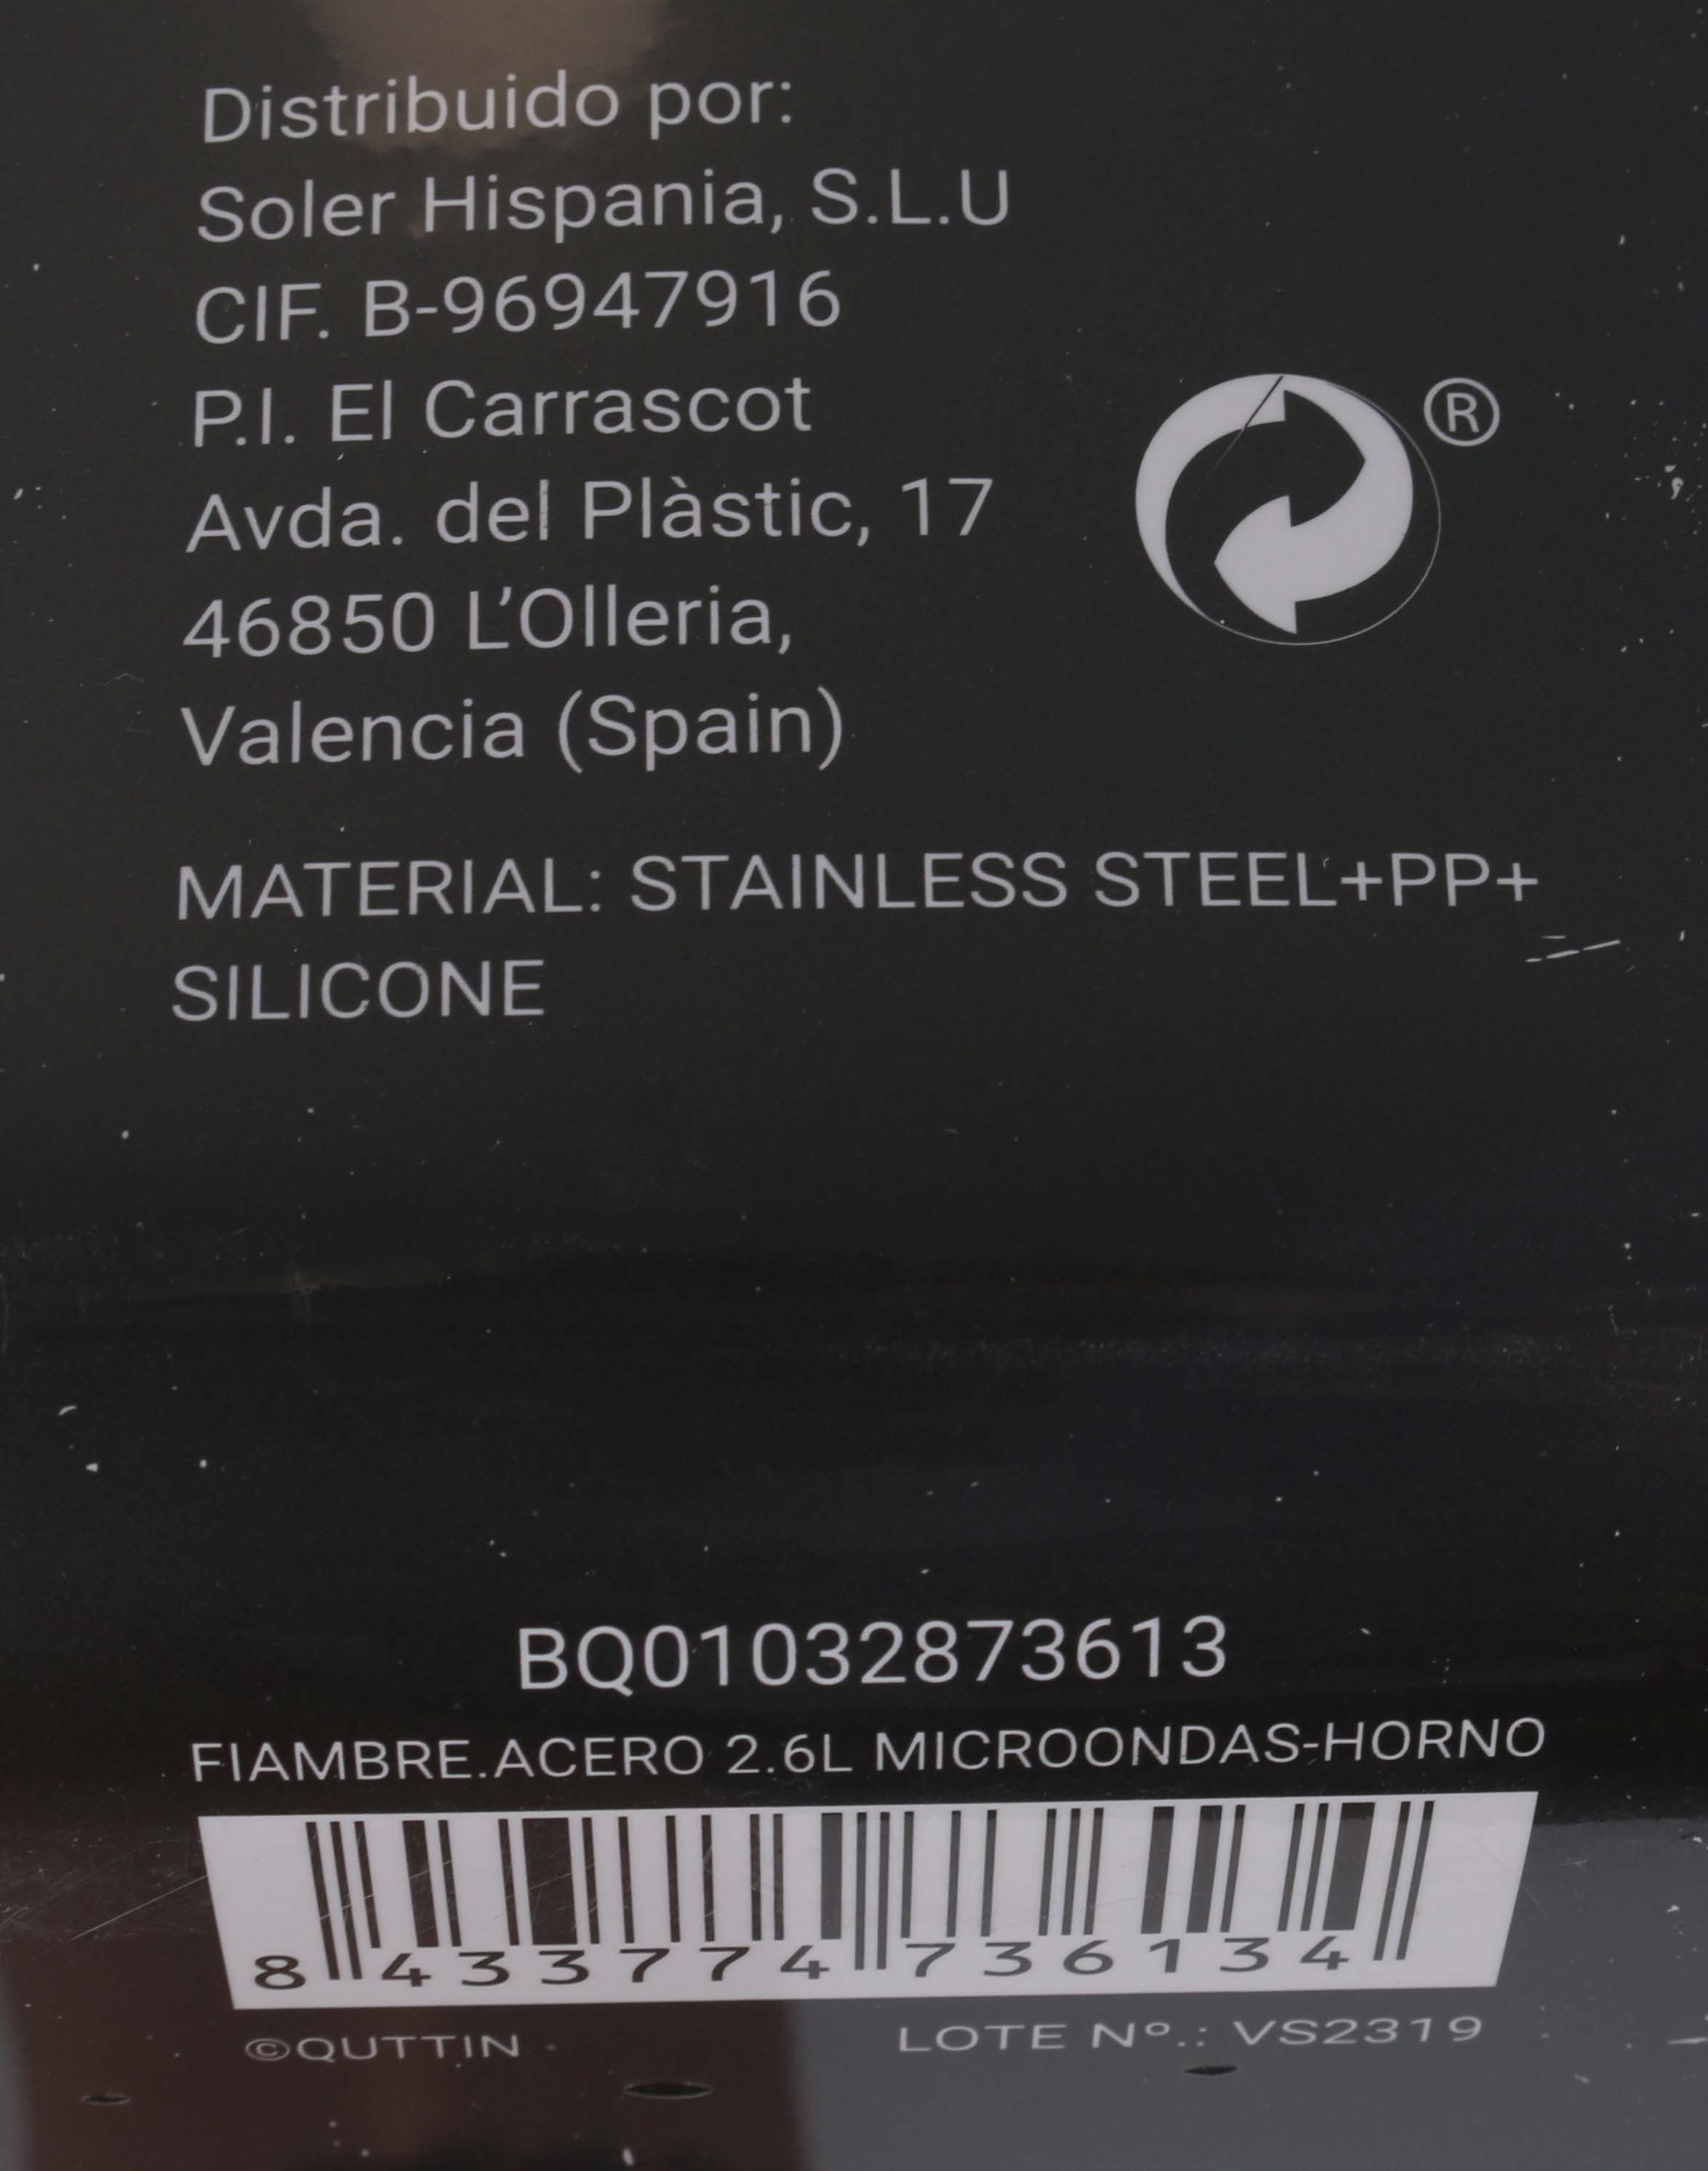 Distribuido por:
Soler Hispania, S.L.U
CIF. B-96947916
P.I. El Carrascot
Avda. del Plàstic, 17
46850 L'Olleria,
Valencia (Spain)
®
MATERIAL: STAINLESS STEEL+PP+
SILICONE
BQ01032873613
FIAMBRE.ACERO 2.6L MICROONDAS-HORNO
8 433774 736134
©QUTTIN
LOTE Nº.: VS2319